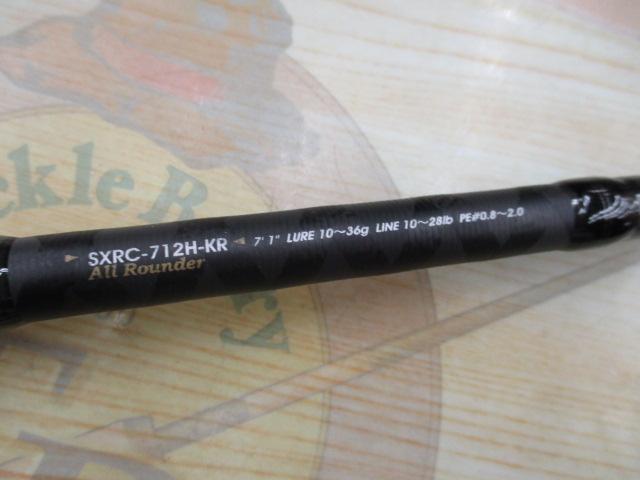 ckle B
SXRC-712H-KR 7' 1" LURE 10~36g LINE 10~28lb PE#0.8~2.0
All Rounder